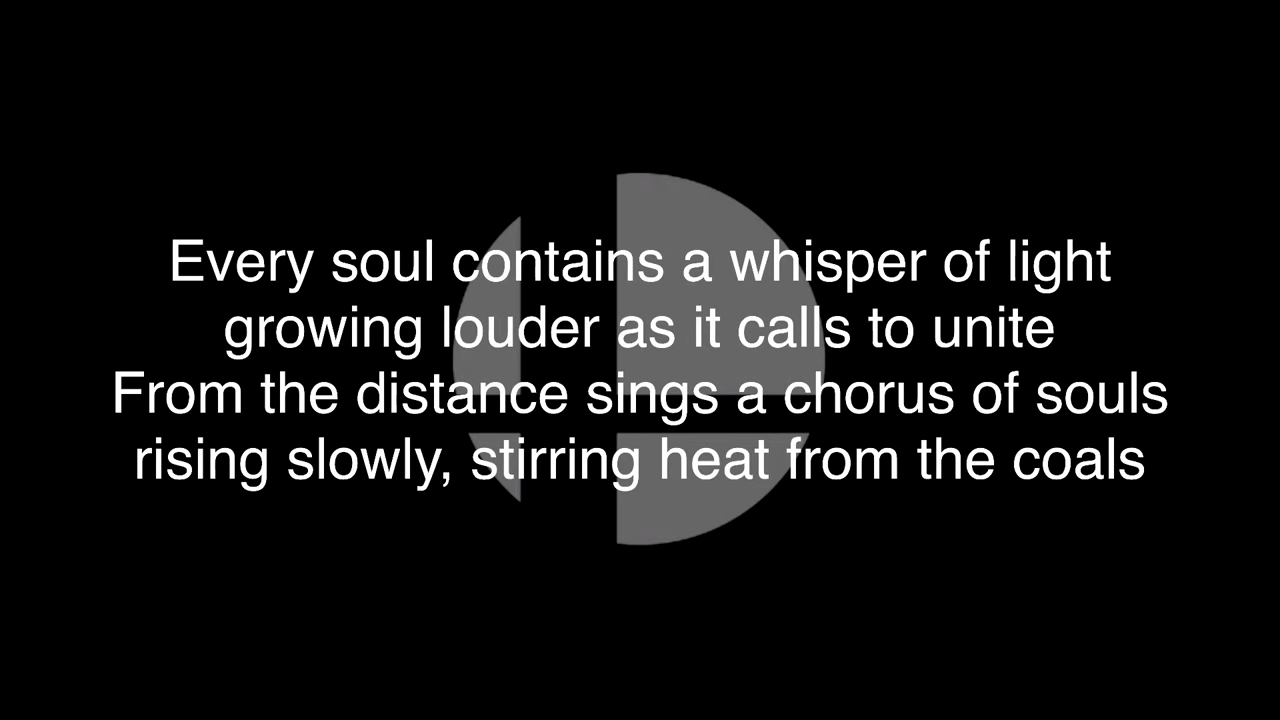 Every soul contains a whisper of light
growing louder as it calls to unite
From the distance sings a chorus of souls
rising slowly, stirring heat from the coals